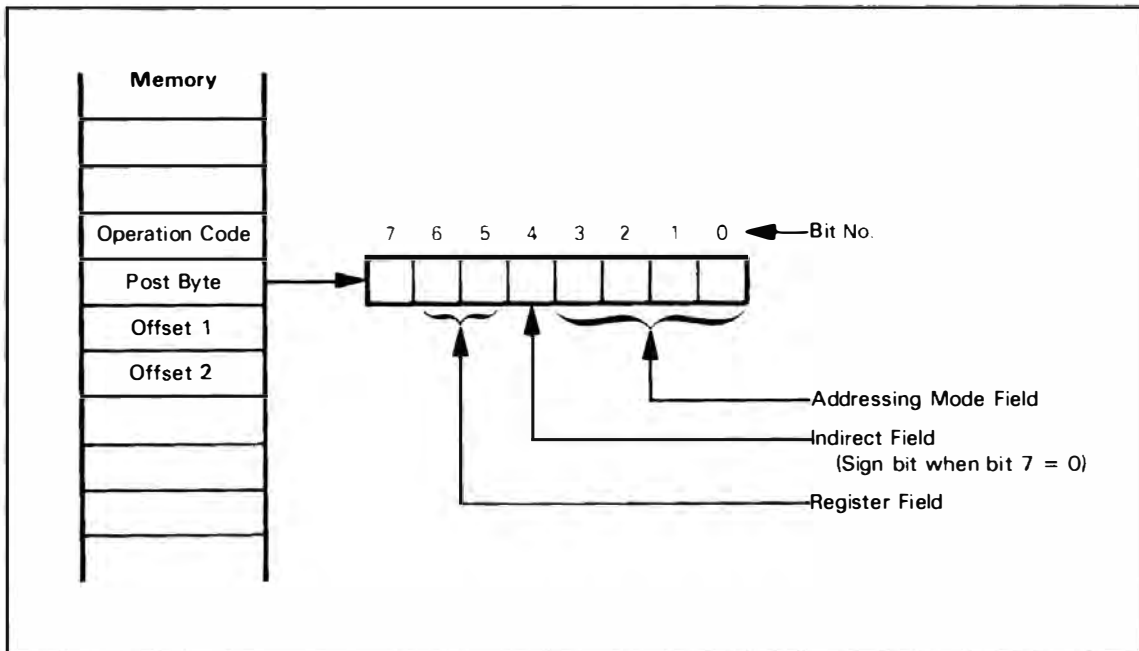 Memory
Operation Code
Post Byte
Offset 1
Offset 2
7 6 5 4 3 2 1 0
Bit No.
Addressing Mode Field
Indirect Field
(Sign bit when bit 7 = 0)
Register Field